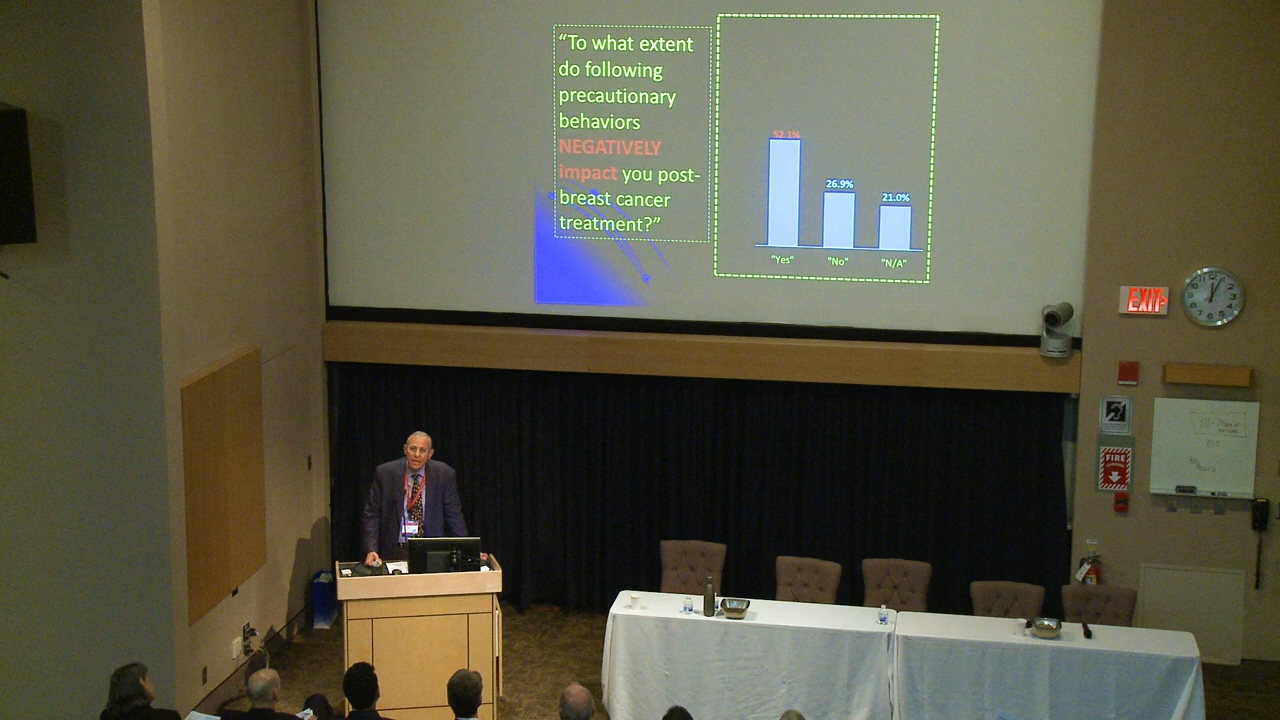 “To what extent
do following
precautionary
behaviors
NEGATIVELY
impact you post-
breast cancer
treatment?”
52.1%
26.9%
21.0%
"Yes"
"No"
"N/A"
EXIT
FIRE